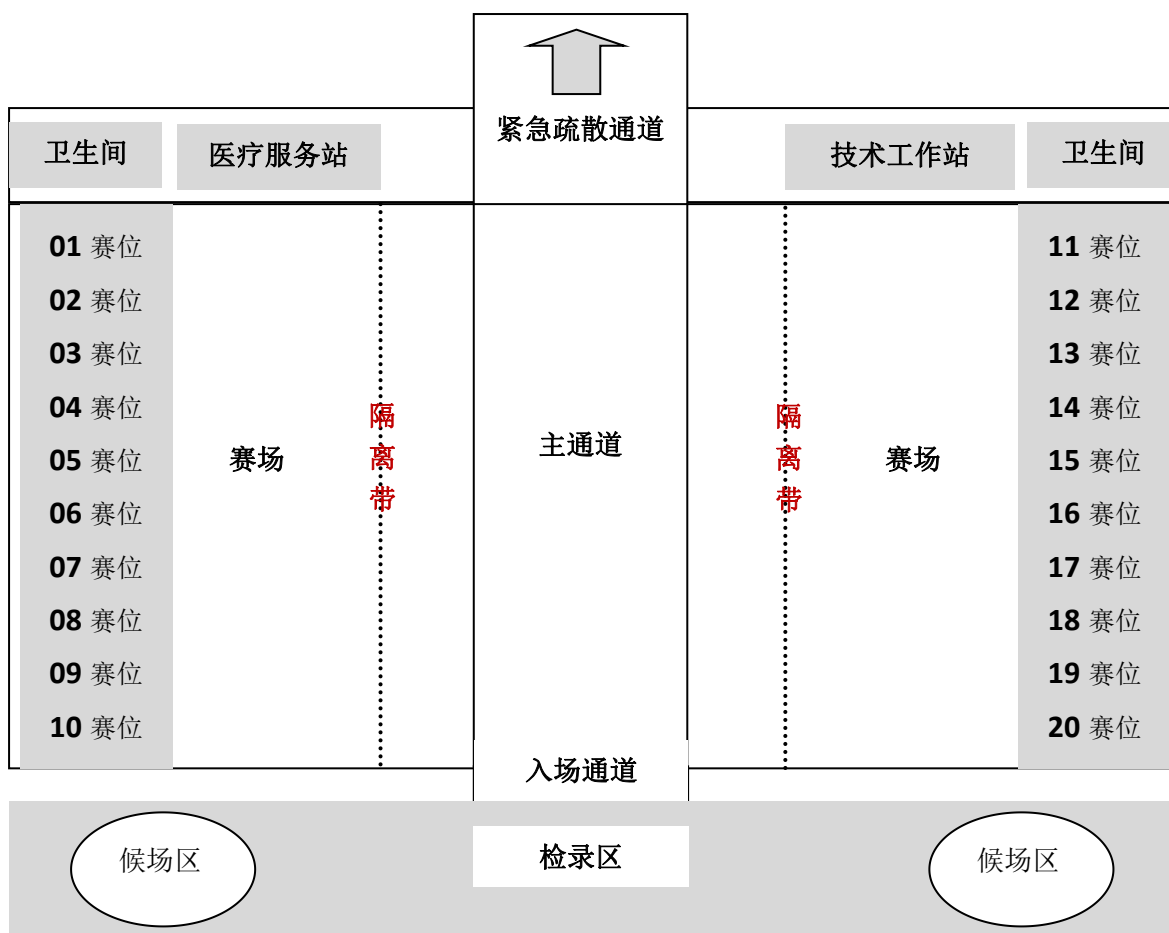 紧急疏散通道
卫生间
医疗服务站
技术工作站
卫生间
01 赛位
02 赛位
03 赛位
04 赛位
05 赛位
06 赛位
07 赛位
08 赛位
09 赛位
10 赛位
赛场
隔
离
带
主通道
隔
离
带
赛场
11 赛位
12 赛位
13 赛位
14 赛位
15 赛位
16 赛位
17 赛位
18 赛位
19 赛位
20 赛位
入场通道
候场区
检录区
候场区